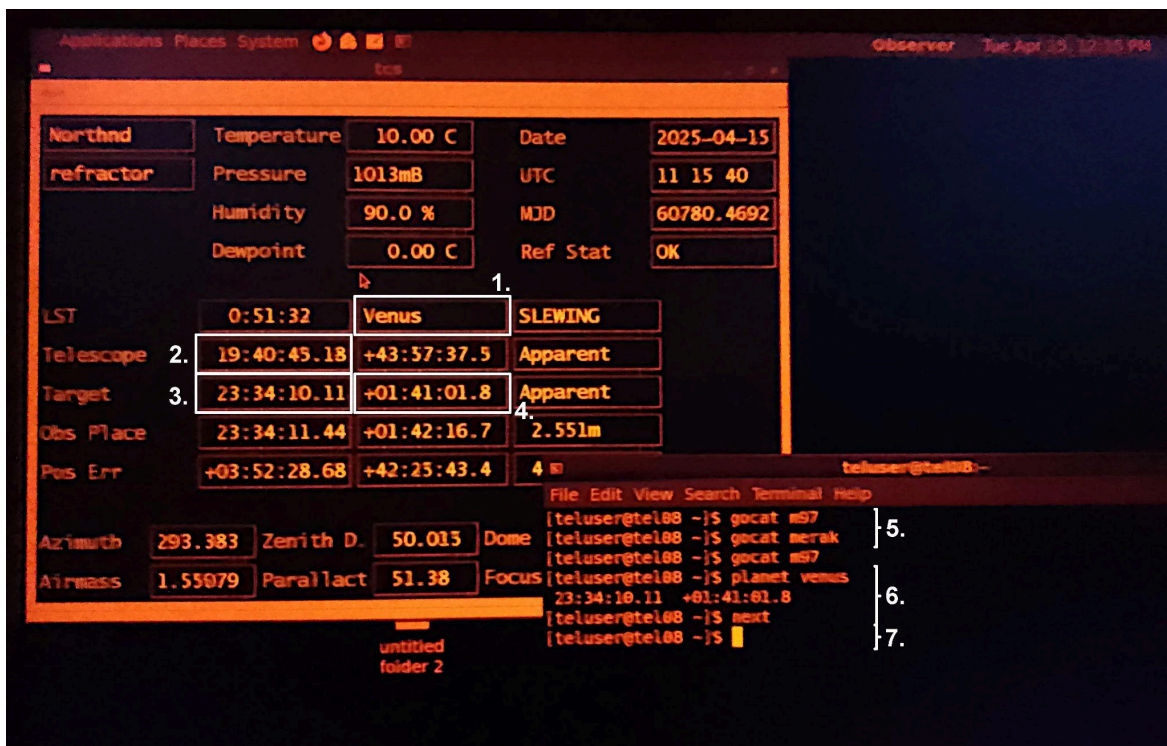 Applications Places System
Observer Tue Apr 15, 12:15 PM
tcs
Northnd Temperature 10.00 C Date 2025-04-15
refractor Pressure 1013mB UTC 11 15 40
Humidity 90.0 % MJD 60780.4692
Dewpoint 0.00 C Ref Stat OK
1.
LST 0:51:32 Venus SLEWING
Telescope 2. 19:40:45.18 +43:57:37.5 Apparent
Target 3. 23:34:10.11 +01:41:01.8 Apparent
4.
Obs Place 23:34:11.44 +01:42:16.7 2.551m
Pos Err +03:52:28.68 +42:25:43.4 4
Azimuth 293.383 Zenith D. 50.015 Dome
Airmass 1.55079 Parallact 51.38 Focus
teluser@tel08:~
File Edit View Search Terminal Help
[teluser@tel08 ~]$ gocat m97
[teluser@tel08 ~]$ gocat merak
[teluser@tel08 ~]$ gocat m97
[teluser@tel08 ~]$ planet venus
23:34:10.11 +01:41:01.8
[teluser@tel08 ~]$ next
[teluser@tel08 ~]$
5.
6.
7.
untitled
folder 2